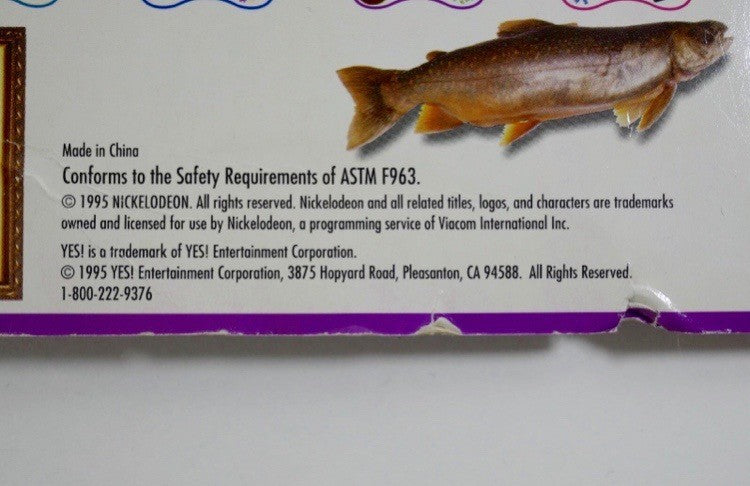 Made in China
Conforms to the Safety Requirements of ASTM F963.
© 1995 NICKELODEON. All rights reserved. Nickelodeon and all related titles, logos, and characters are trademarks
owned and licensed for use by Nickelodeon, a programming service of Viacom International Inc.
YES! is a trademark of YES! Entertainment Corporation.
© 1995 YES! Entertainment Corporation, 3875 Hopyard Road, Pleasanton, CA 94588. All Rights Reserved.
1-800-222-9376